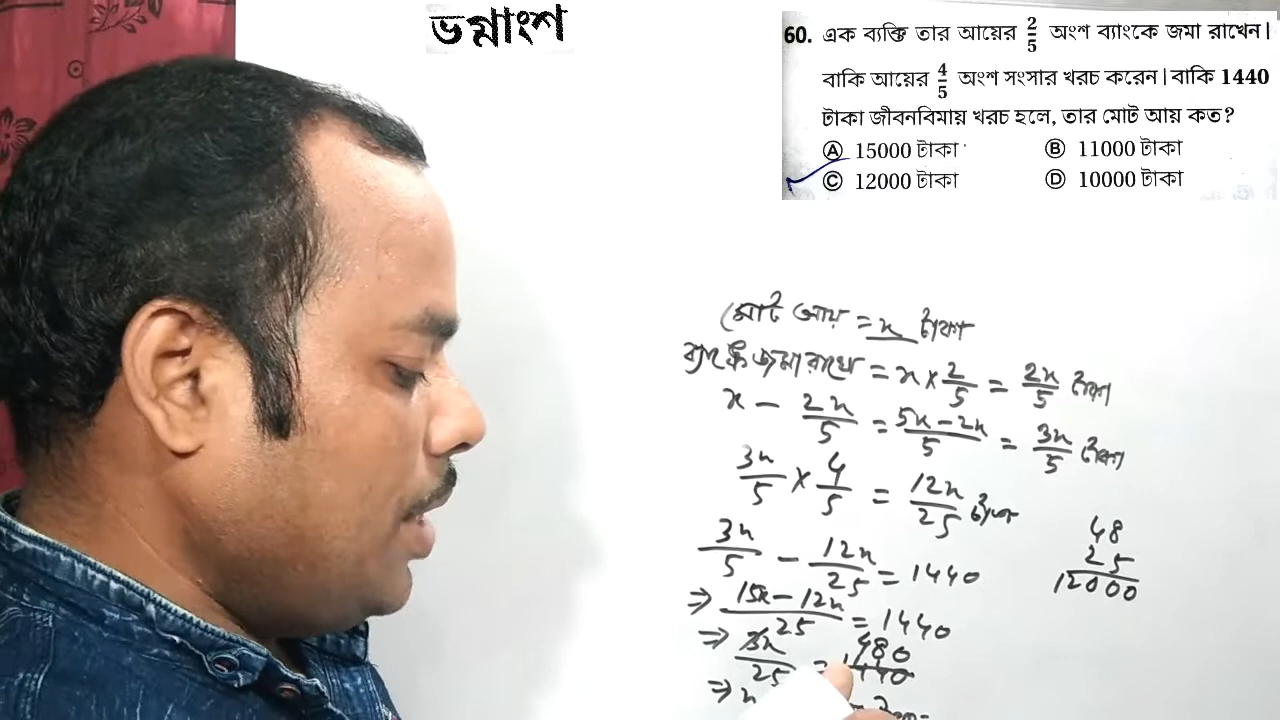 ভগ্নাংশ
60. এক ব্যক্তি তার আয়ের 2/5 অংশ ব্যাংকে জমা রাখেন।
বাকি আয়ের 4/5 অংশ সংসার খরচ করেন। বাকি 1440
টাকা জীবনবিমায় খরচ হলে, তার মোট আয় কত?
Ⓐ 15000 টাকা Ⓑ 11000 টাকা
Ⓒ 12000 টাকা Ⓓ 10000 টাকা
মোট আয় = x টাকা
জমা রাখে = x × 2/5 = 2x/5 টাকা
x - 2x/5 = 5x - 2x/5 = 3x/5 টাকা
3x/5 × 4/5 = 12x/25 টাকা
3x/5 - 12x/25 = 1440
⇒ 15x - 12x/25 = 1440
⇒ 3x/25 = 1440
480
⇒ x
48
25
12000